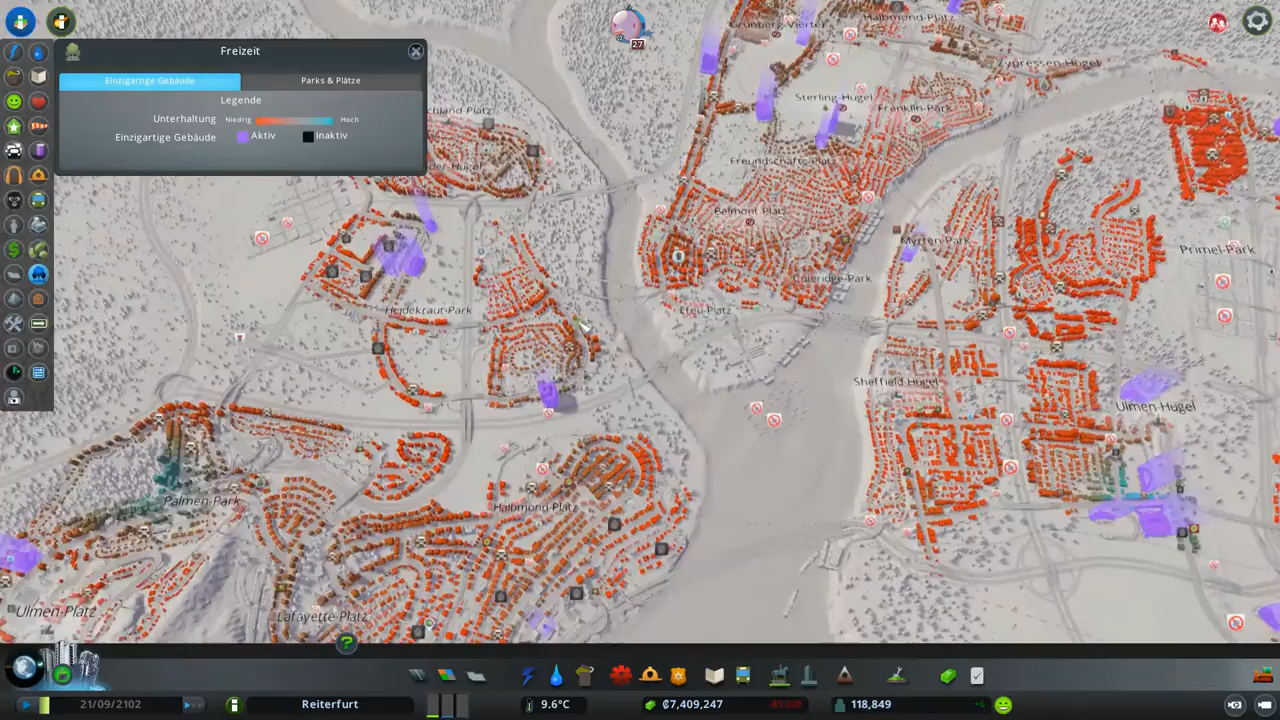 Freizeit
Einzigartige Gebäude
Parks & Plätze
Legende
Unterhaltung
Niedrig
Hoch
Einzigartige Gebäude
Aktiv
Inaktiv
27
Grünberg-Viertel
Halbmond-Platz
Zypressen-Hügel
Sterling-Hügel
Franklin-Park
Freundschafts-Platz
Belmont-Platz
Myrten-Park
Primel-Park
Coleridge-Park
Heidekraut-Park
Efeu-Platz
Sheffield-Hügel
Ulmen-Hügel
Palmen-Park
Halbmond-Platz
Ulmen-Platz
Lafayette-Platz
21/09/2102
Reiterfurt
9.6°C
₡7,409,247
118,849